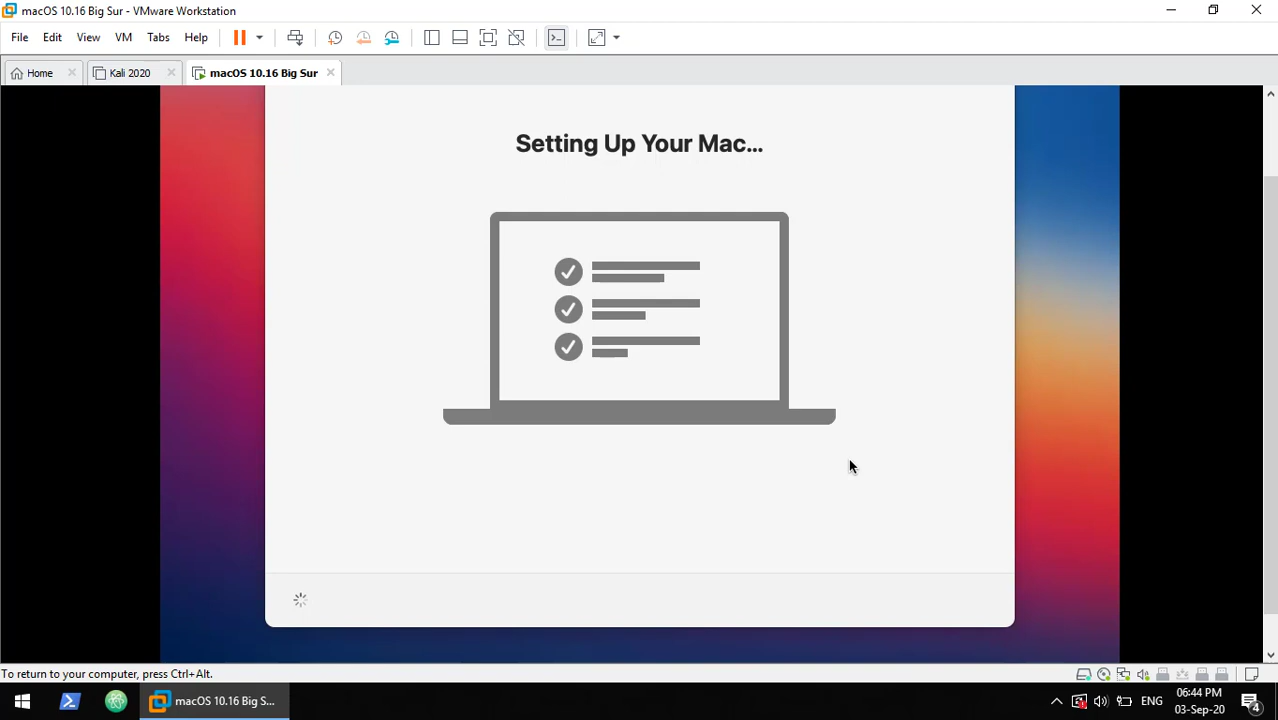 macOS 10.16 Big Sur - VMware Workstation
File Edit View VM Tabs Help
Home Kali 2020 macOS 10.16 Big Sur
Setting Up Your Mac...
To return to your computer, press Ctrl+Alt.
macOS 10.16 Big S... ENG 06:44 PM
03-Sep-20 4